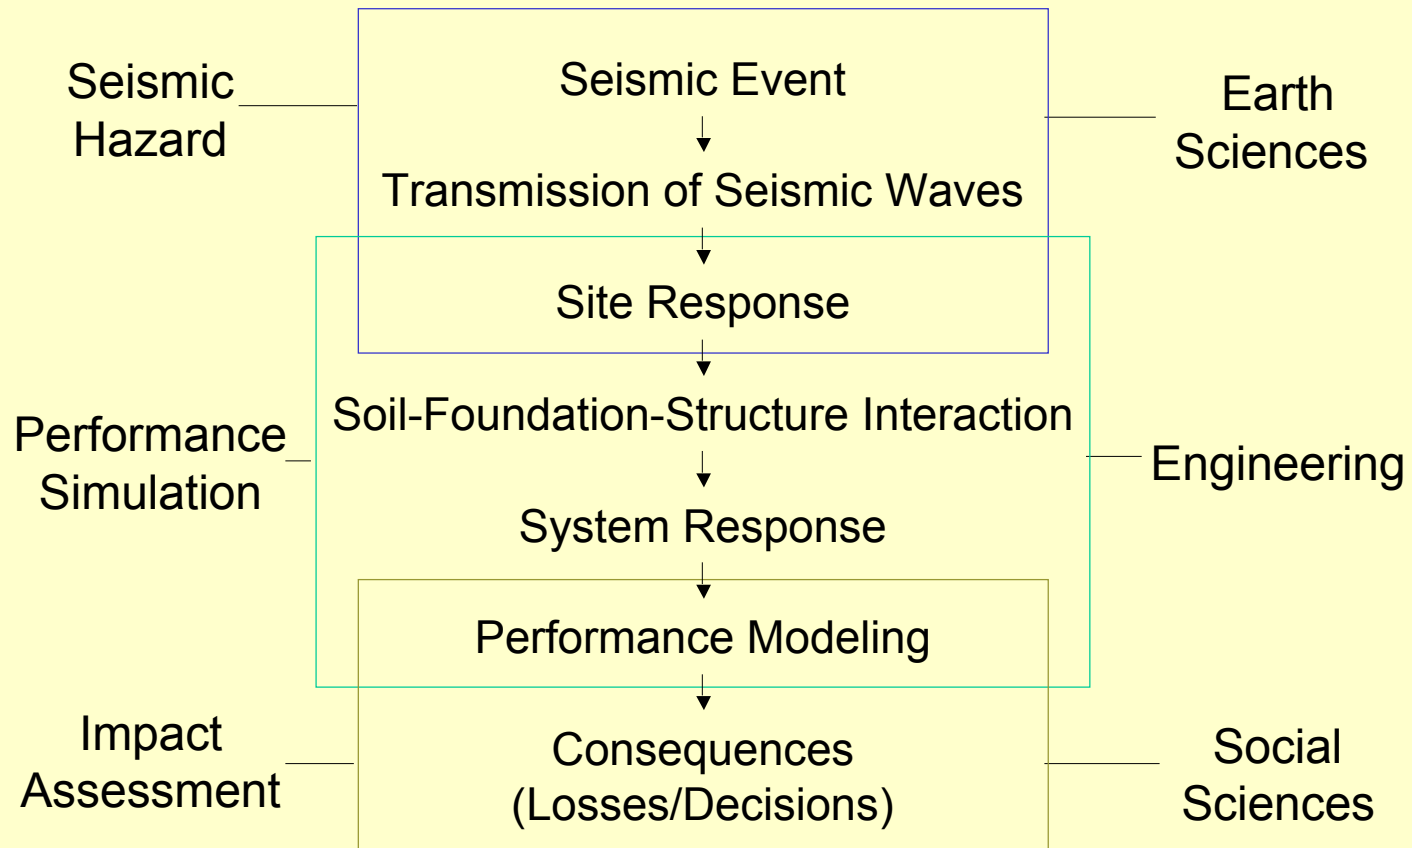 Seismic
Hazard
Seismic Event
Earth
Sciences
Transmission of Seismic Waves
Site Response
Performance
Simulation
Soil-Foundation-Structure Interaction
Engineering
System Response
Performance Modeling
Impact
Assessment
Consequences
(Losses/Decisions)
Social
Sciences